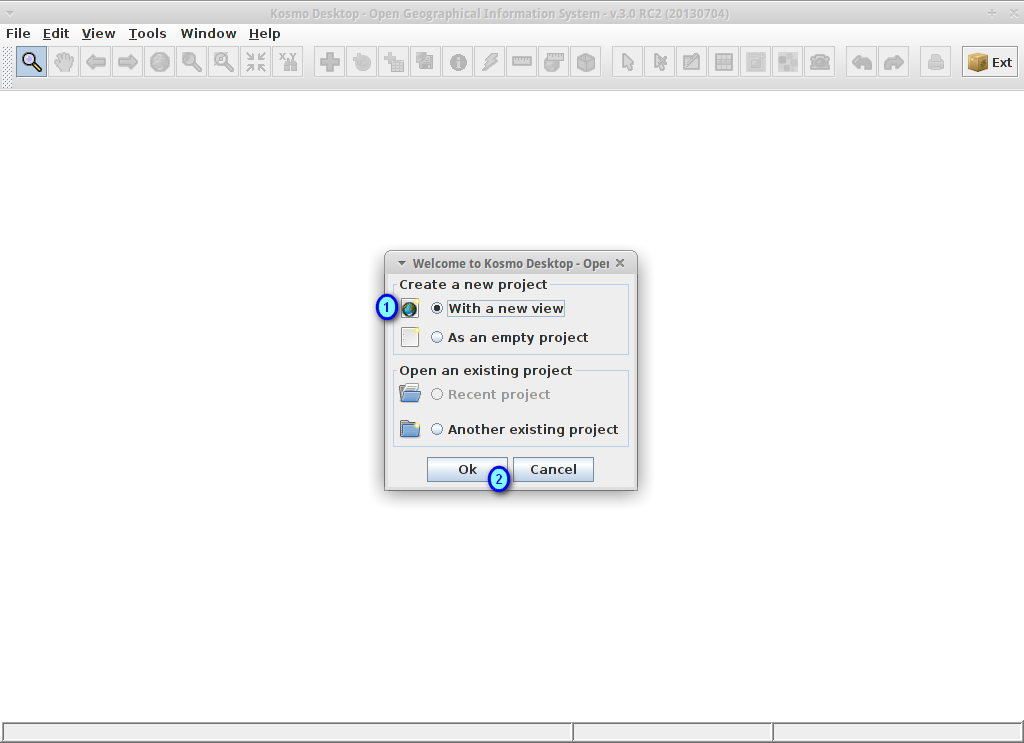 Kosmo Desktop - Open Geographical Information System - v.3.0 RC2 (20130704)
File Edit View Tools Window Help
Ext
Welcome to Kosmo Desktop - Open
Create a new project
1 With a new view
As an empty project
Open an existing project
Recent project
Another existing project
Ok Cancel
2